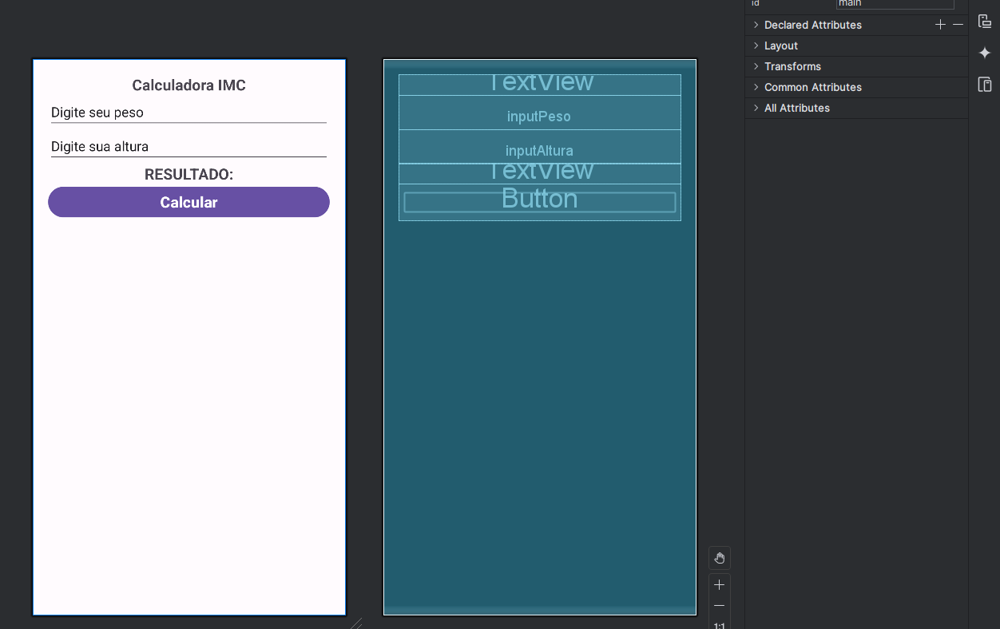 id
main
Declared Attributes
Layout
Transforms
Common Attributes
All Attributes
Calculadora IMC
Digite seu peso
Digite sua altura
RESULTADO:
Calcular
TextView
inputPeso
inputAltura
TextView
Button
1:1